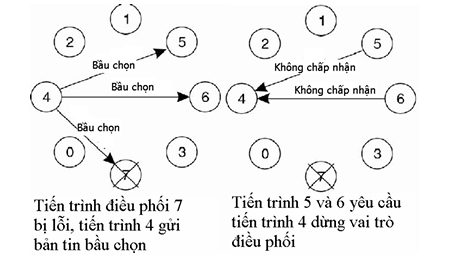 1
2
5
Bầu chọn
4
Bầu chọn
6
Bầu chọn
0
3
7
Tiến trình điều phối 7
bị lỗi, tiến trình 4 gửi
bản tin bầu chọn
1
2
5
Không chấp nhận
4
Không chấp nhận
6
0
3
7
Tiến trình 5 và 6 yêu cầu
tiến trình 4 dừng vai trò
điều phối